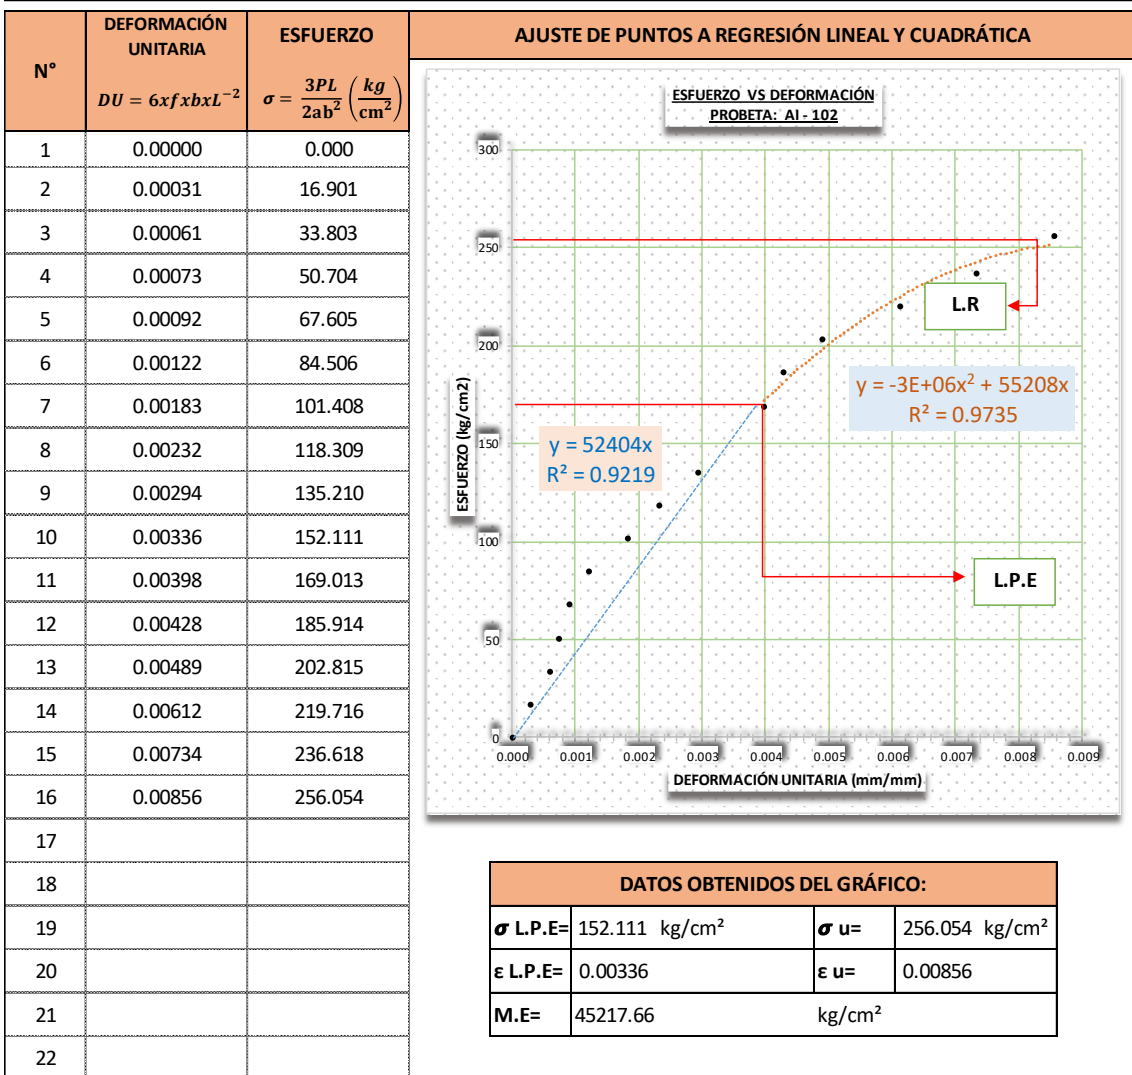 N° DEFORMACIÓN UNITARIA ESFUERZO AJUSTE DE PUNTOS A REGRESIÓN LINEAL Y CUADRÁTICA
DU = 6xfxbxL⁻² σ = 3PL/2ab² (kg/cm²)
1 0.00000 0.000
2 0.00031 16.901
3 0.00061 33.803
4 0.00073 50.704
5 0.00092 67.605
6 0.00122 84.506
7 0.00183 101.408
8 0.00232 118.309
9 0.00294 135.210
10 0.00336 152.111
11 0.00398 169.013
12 0.00428 185.914
13 0.00489 202.815
14 0.00612 219.716
15 0.00734 236.618
16 0.00856 256.054
17
18
19
20
21
22
ESFUERZO VS DEFORMACIÓN
PROBETA: AI - 102
300
250
200
150
100
50
0
ESFUERZO (kg/cm2)
L.R
y = -3E+06x² + 55208x
R² = 0.9735
y = 52404x
R² = 0.9219
L.P.E
0.000 0.001 0.002 0.003 0.004 0.005 0.006 0.007 0.008 0.009
DEFORMACIÓN UNITARIA (mm/mm)
DATOS OBTENIDOS DEL GRÁFICO:
σ L.P.E= 152.111 kg/cm² σ u= 256.054 kg/cm²
ε L.P.E= 0.00336 ε u= 0.00856
M.E= 45217.66 kg/cm²